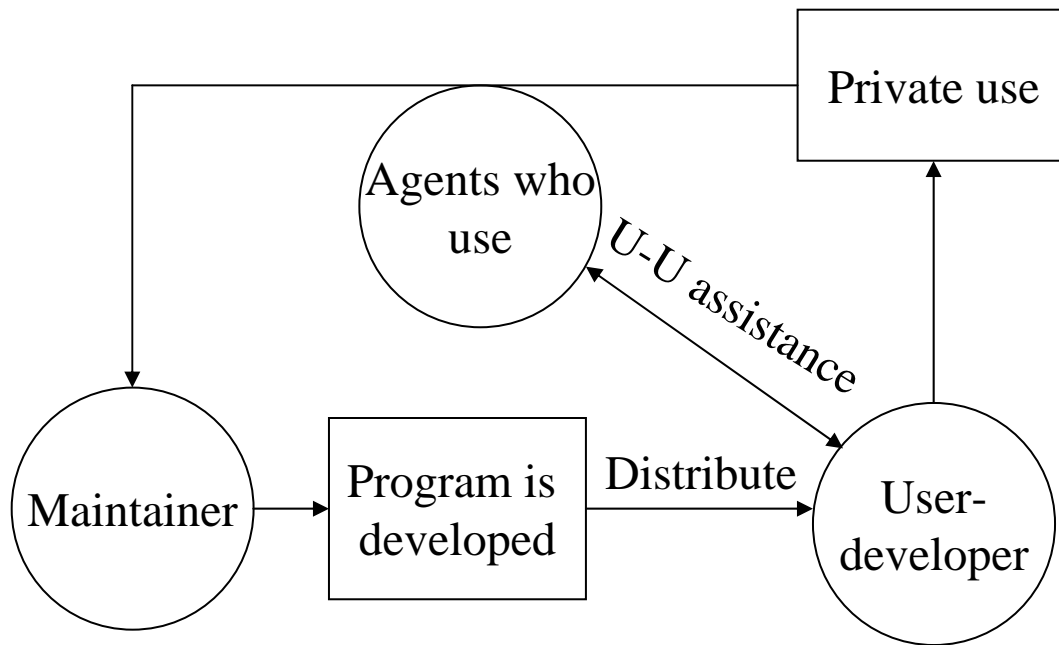 Private use
Agents who
use
U-U assistance
Maintainer
Program is
developed
Distribute
User-
developer